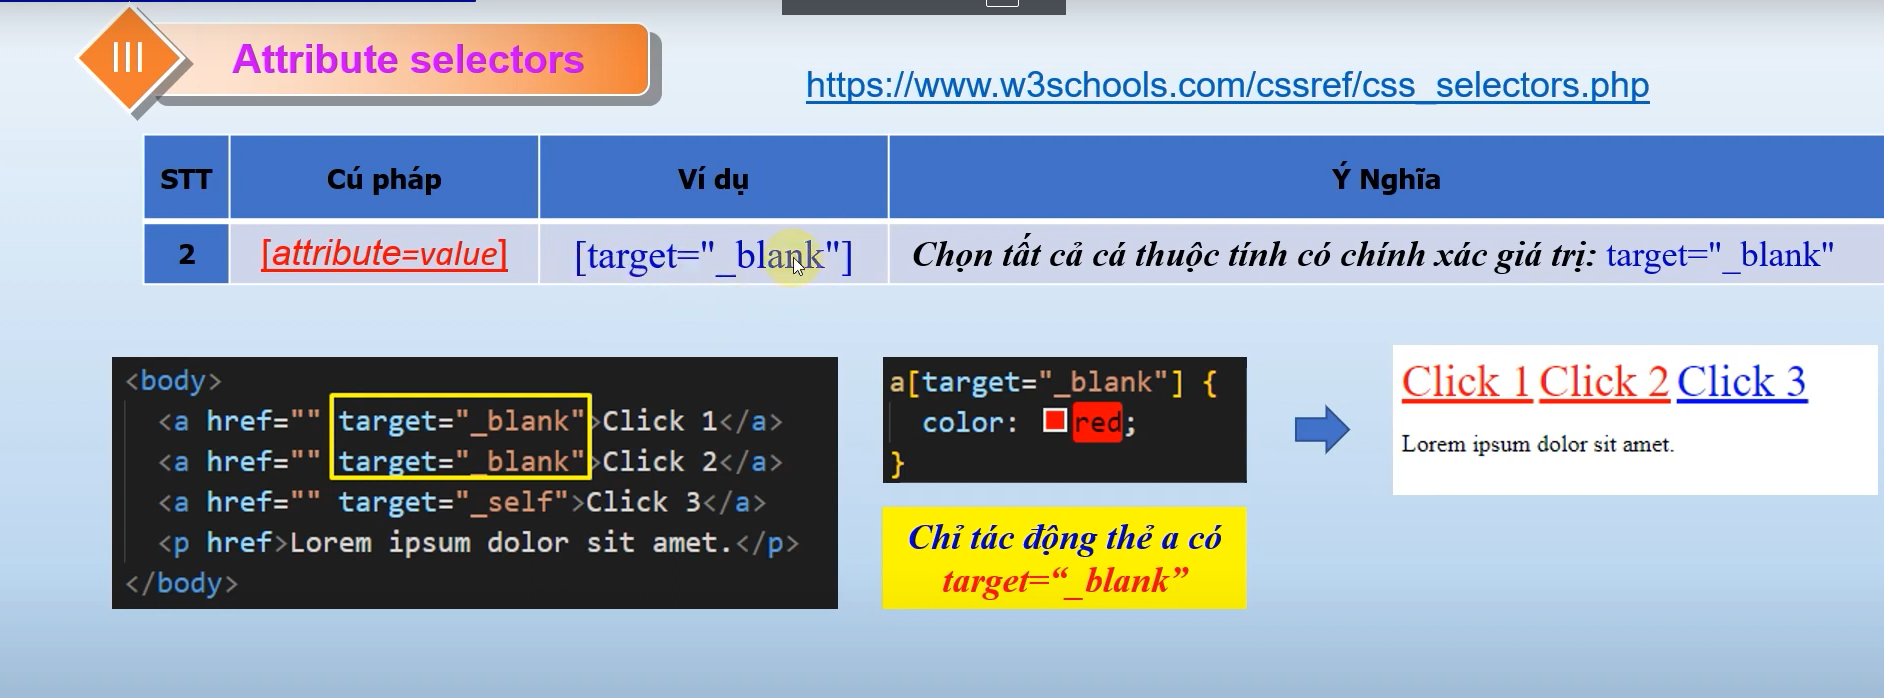 III
Attribute selectors
https://www.w3schools.com/cssref/css_selectors.php
STT Cú pháp Ví dụ Ý Nghĩa
2 [attribute=value] [target="_blank"] Chọn tất cả cá thuộc tính có chính xác giá trị: target="_blank"
<body>
<a href="" target="_blank">Click 1</a>
<a href="" target="_blank">Click 2</a>
<a href="" target="_self">Click 3</a>
<p href>Lorem ipsum dolor sit amet.</p>
</body>
a[target="_blank"] {
color: red;
}
Chỉ tác động thẻ a có
target=“_blank”
Click 1 Click 2 Click 3
Lorem ipsum dolor sit amet.